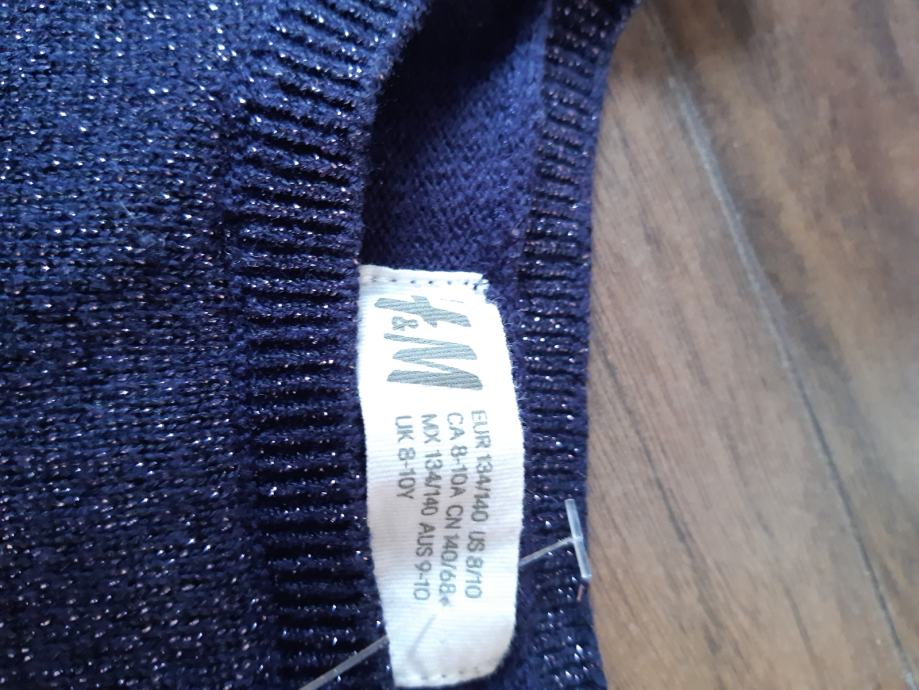 H&M
EUR 134/140 US 8/10
CA 8-10A CN 140/68*
MX 134/140 AUS 9-10
UK 8-10Y